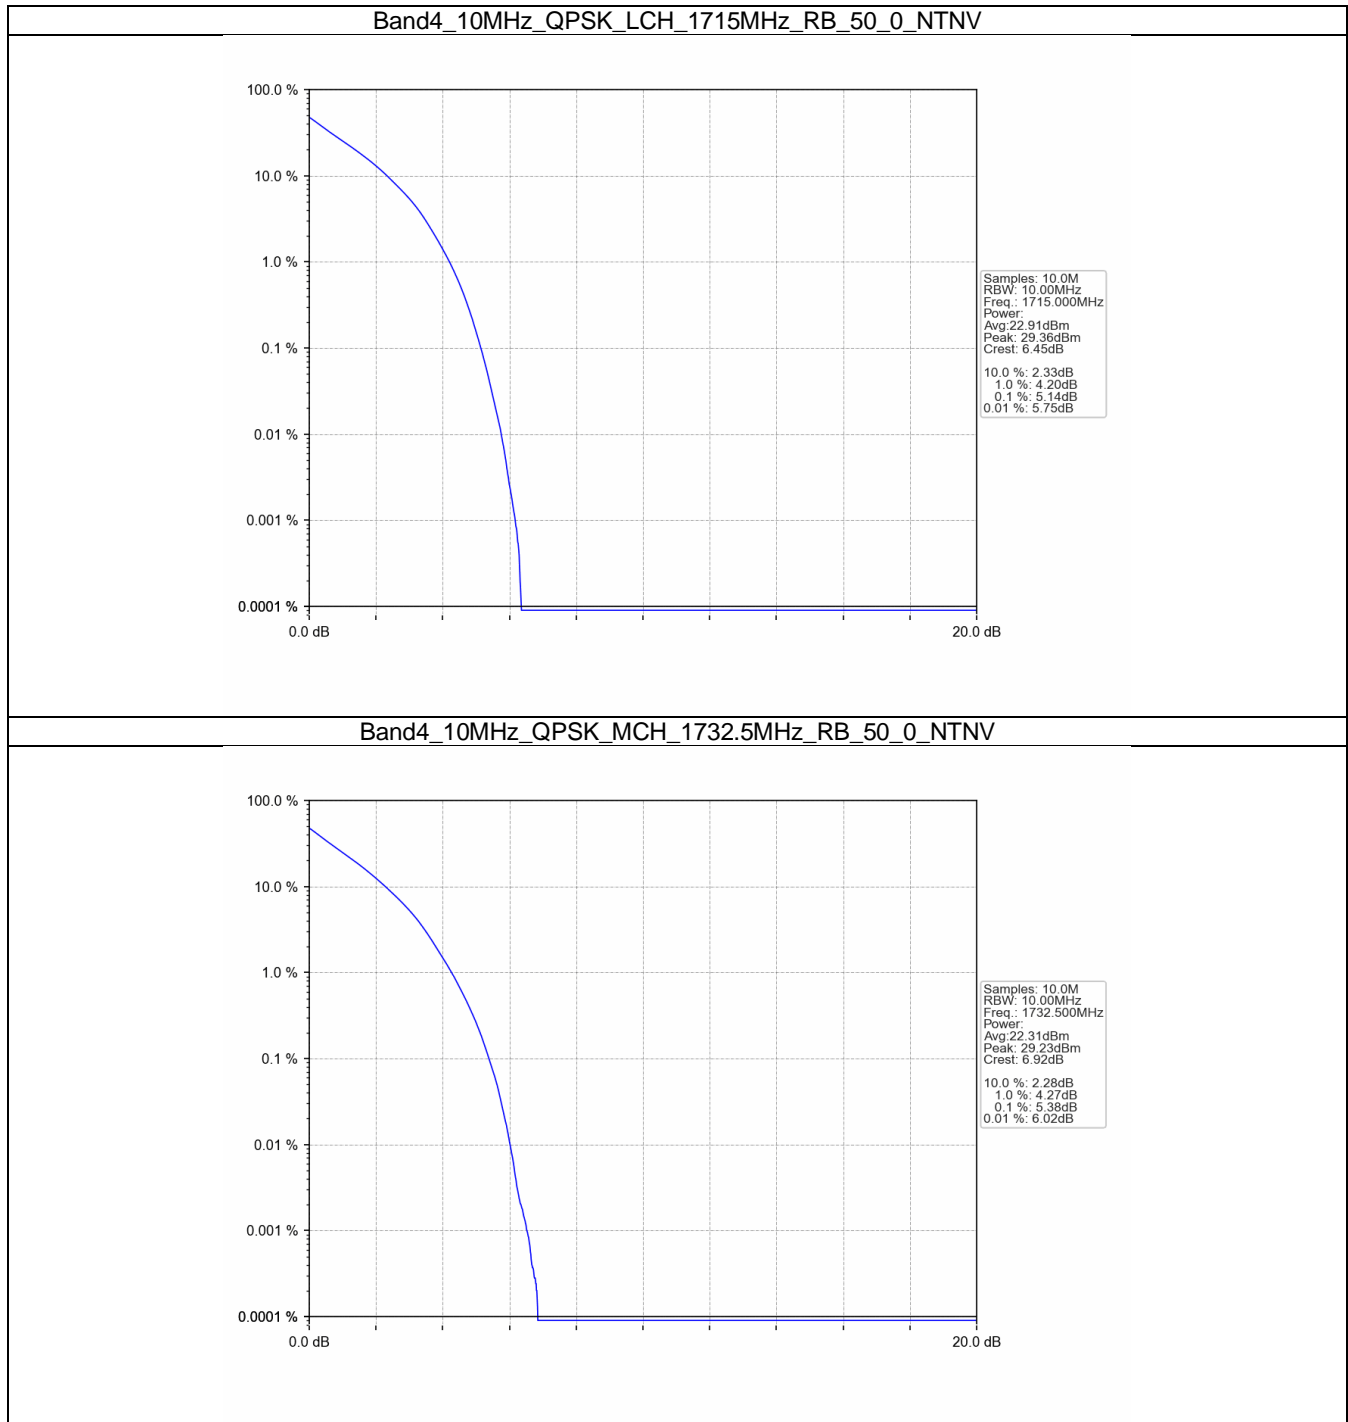 Band4_10MHz_QPSK_LCH_1715MHz_RB_50_0_NTNV
100.0 %
10.0 %
1.0 %
0.1 %
0.01 %
0.001 %
0.0001 %
0.0 dB
20.0 dB
Samples: 10.0M
RBW: 10.00MHz
Freq.: 1715.000MHz
Power:
Avg:22.91dBm
Peak: 29.36dBm
Crest: 6.45dB
10.0 %: 2.33dB
1.0 %: 4.20dB
0.1 %: 5.14dB
0.01 %: 5.75dB
Band4_10MHz_QPSK_MCH_1732.5MHz_RB_50_0_NTNV
100.0 %
10.0 %
1.0 %
0.1 %
0.01 %
0.001 %
0.0001 %
0.0 dB
20.0 dB
Samples: 10.0M
RBW: 10.00MHz
Freq.: 1732.500MHz
Power:
Avg:22.31dBm
Peak: 29.23dBm
Crest: 6.92dB
10.0 %: 2.28dB
1.0 %: 4.27dB
0.1 %: 5.38dB
0.01 %: 6.02dB